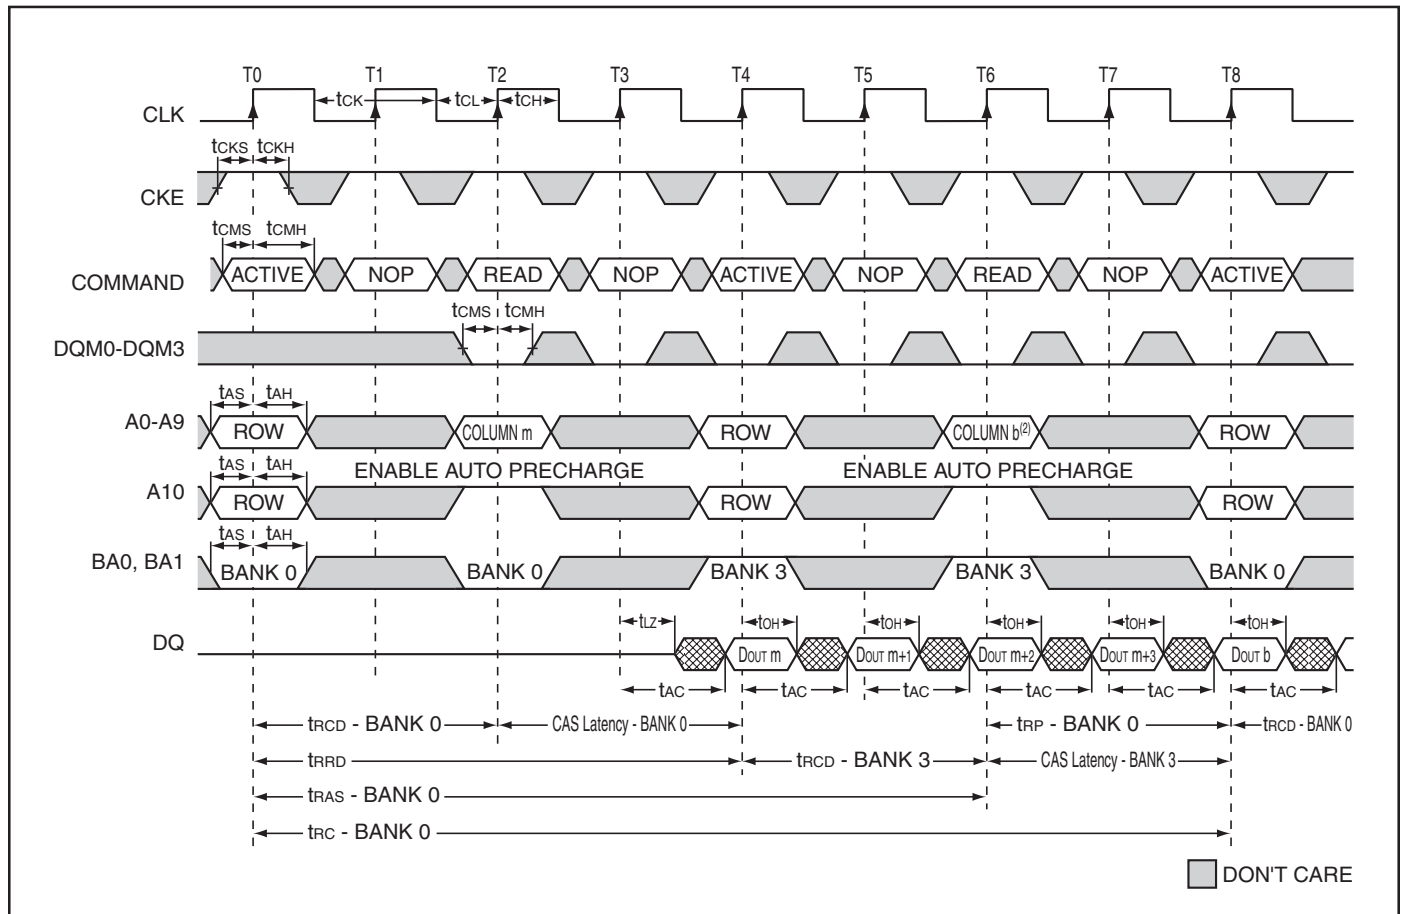 T0 T1 T2 T3 T4 T5 T6 T7 T8
CLK tCK tCL tCH
tCKS tCKH
CKE
tCMS tCMH
COMMAND ACTIVE NOP READ NOP ACTIVE NOP READ NOP ACTIVE
tCMS tCMH
DQM0-DQM3
tAS tAH
A0-A9 ROW COLUMN m ROW COLUMN b(2) ROW
tAS tAH ENABLE AUTO PRECHARGE ENABLE AUTO PRECHARGE
A10 ROW ROW ROW
tAS tAH
BA0, BA1 BANK 0 BANK 0 BANK 3 BANK 3 BANK 0
tLZ tOH tOH tOH tOH tOH
DQ DOUT m DOUT m+1 DOUT m+2 DOUT m+3 DOUT b
tAC tAC tAC tAC tAC tAC
tRCD - BANK 0 CAS Latency - BANK 0 tRP - BANK 0 tRCD - BANK 0
tRRD tRCD - BANK 3 CAS Latency - BANK 3
tRAS - BANK 0
tRC - BANK 0
DON'T CARE